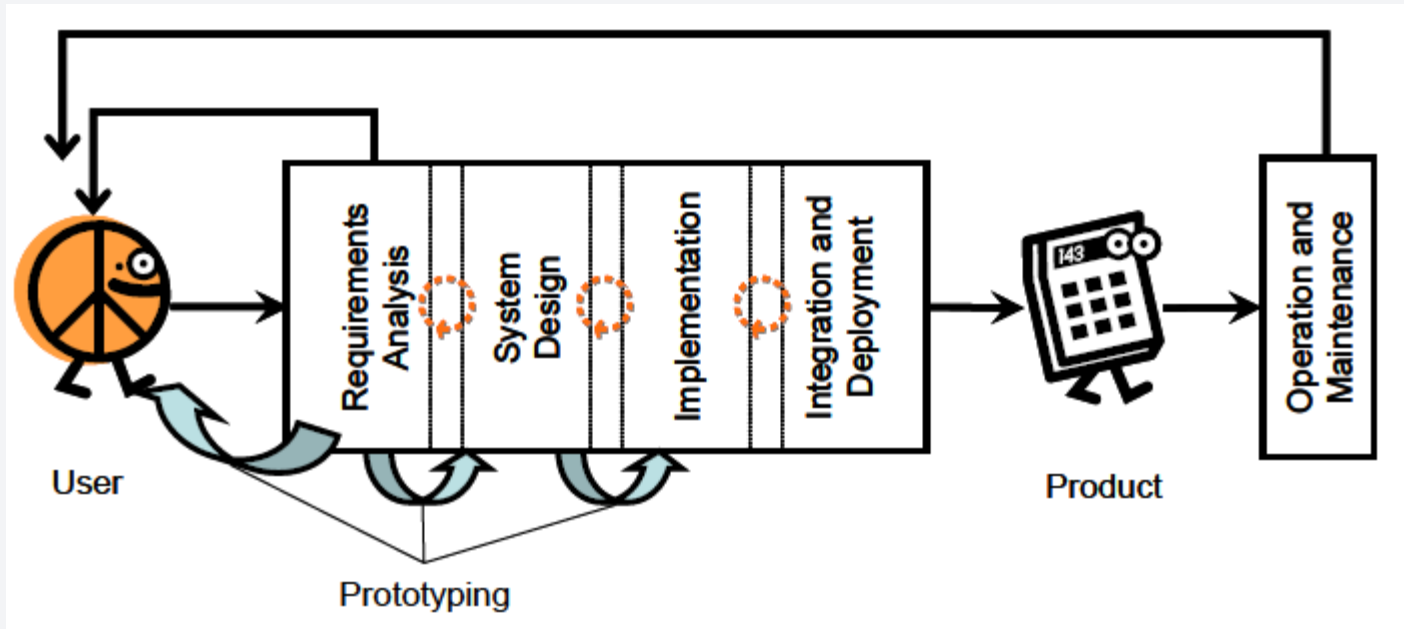 Requirements
Analysis
System
Design
Implementation
Integration and
Deployment
143
Operation and
Maintenance
User
Product
Prototyping